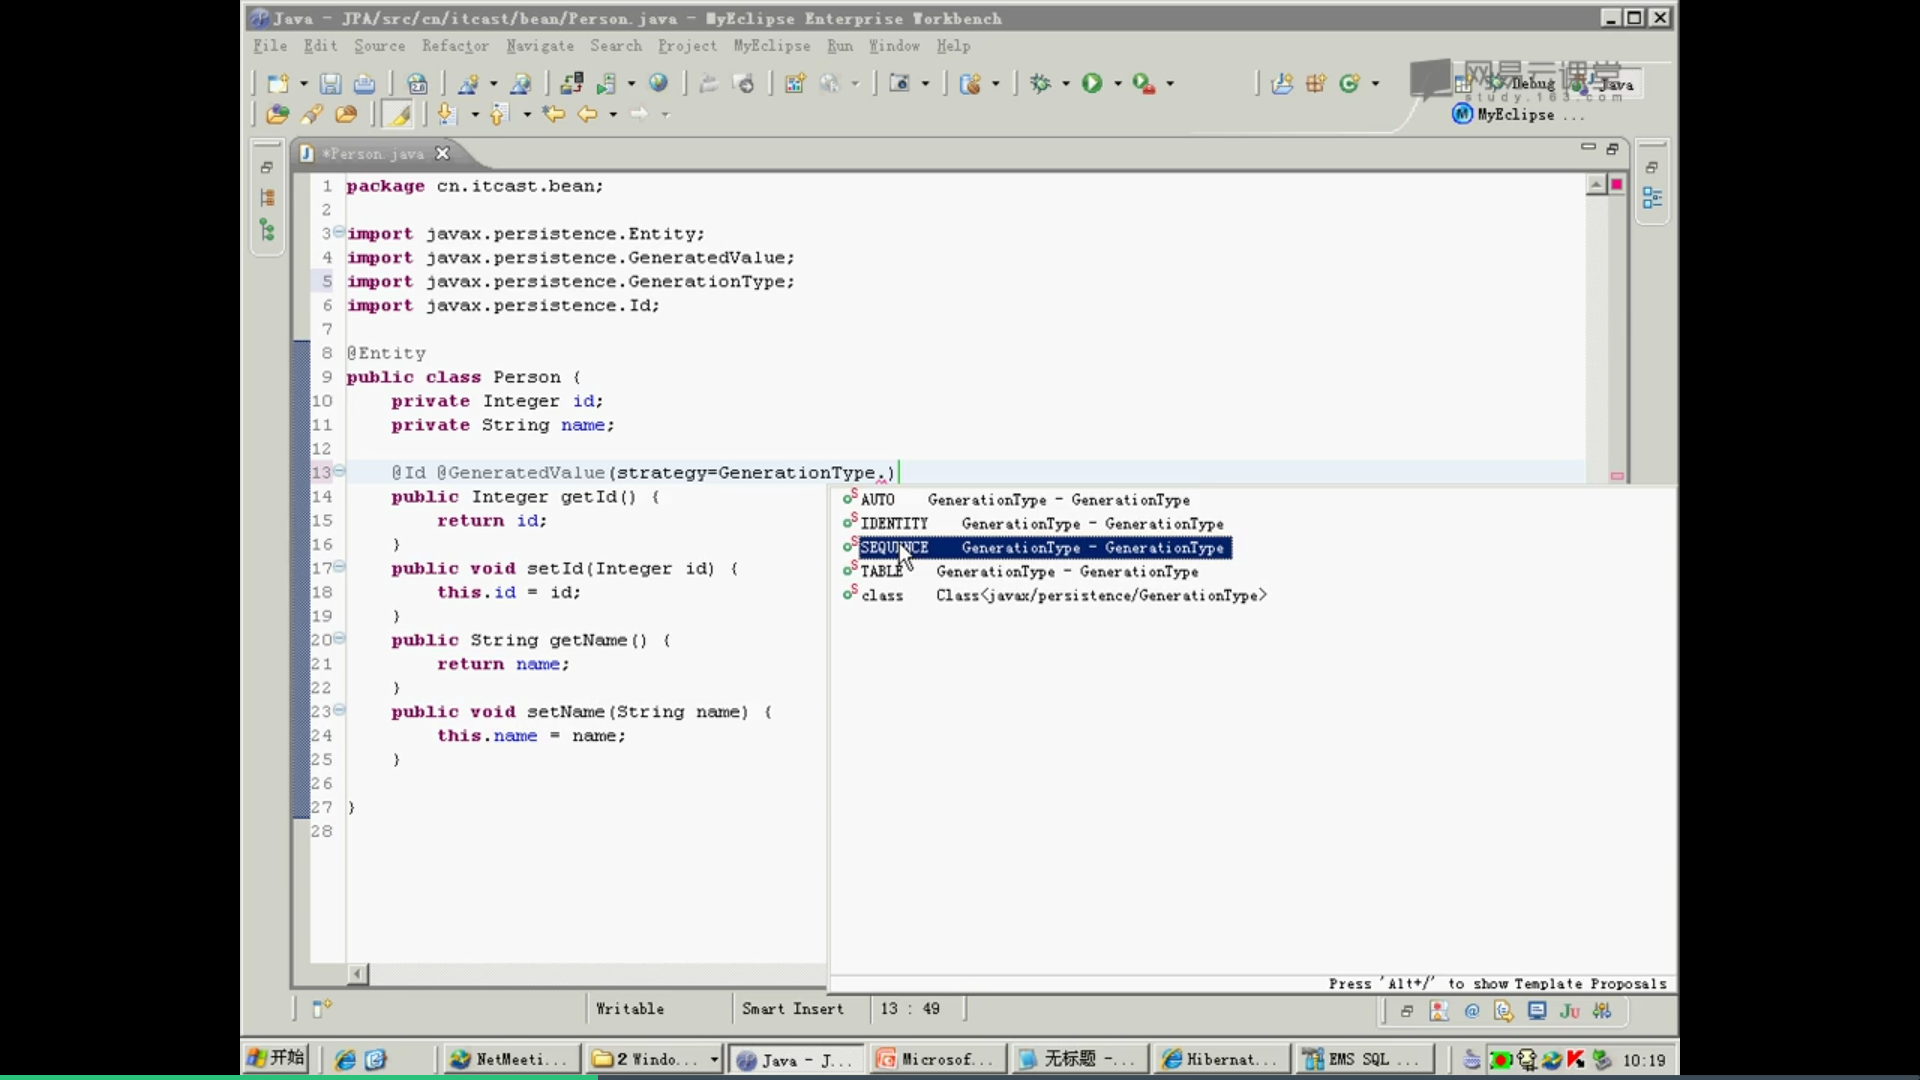 Java - JPA/src/cn/itcast/bean/Person.java - MyEclipse Enterprise Workbench
File Edit Source Refactor Navigate Search Project MyEclipse Run Window Help
网易云课堂
study.163.com
Debug Java
MyEclipse ...
*Person.java
1 package cn.itcast.bean;
2
3 import javax.persistence.Entity;
4 import javax.persistence.GeneratedValue;
5 import javax.persistence.GenerationType;
6 import javax.persistence.Id;
7
8 @Entity
9 public class Person {
10 private Integer id;
11 private String name;
12
13 @Id @GeneratedValue(strategy=GenerationType.)
14 public Integer getId() {
15 return id;
16 }
17 public void setId(Integer id) {
18 this.id = id;
19 }
20 public String getName() {
21 return name;
22 }
23 public void setName(String name) {
24 this.name = name;
25 }
26
27 }
28
AUTO GenerationType - GenerationType
IDENTITY GenerationType - GenerationType
SEQUENCE GenerationType - GenerationType
TABLE GenerationType - GenerationType
class Class<javax/persistence/GenerationType>
Press 'Alt+/' to show Template Proposals
Writable Smart Insert 13 : 49
开始 NetMeeti... 2 Windo... Java - J... Microsof... 无标题 -... Hibernat... EMS SQL ... 10:19